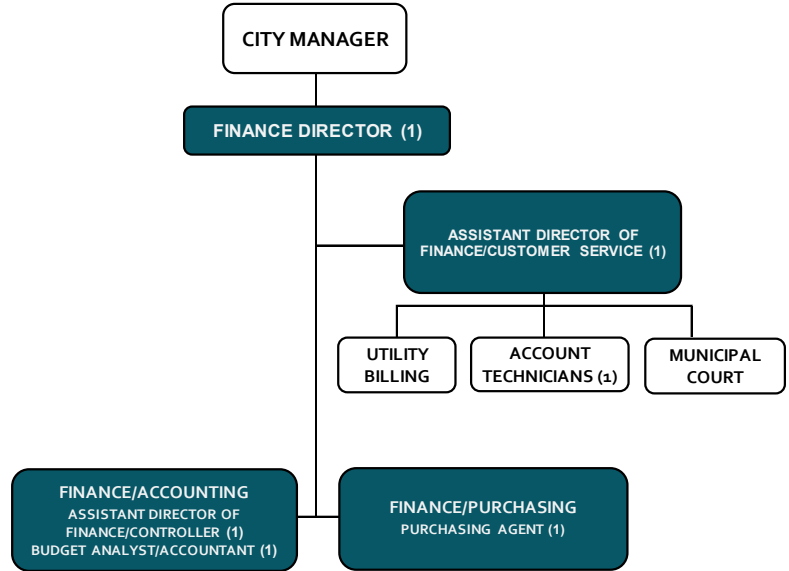 CITY MANAGER
FINANCE DIRECTOR (1)
ASSISTANT DIRECTOR OF
FINANCE/CUSTOMER SERVICE (1)
UTILITY
BILLING
ACCOUNT
TECHNICIANS (1)
MUNICIPAL
COURT
FINANCE/ACCOUNTING
ASSISTANT DIRECTOR OF
FINANCE/CONTROLLER (1)
BUDGET ANALYST/ACCOUNTANT (1)
FINANCE/PURCHASING
PURCHASING AGENT (1)